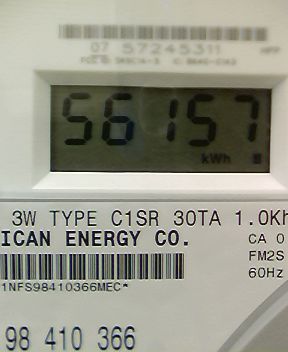 07 57245311
56157
kWh
3W TYPE C1SR 30TA 1.0Kh
ICAN ENERGY CO.
CA 0
FM2S
60Hz
1NFS98410366MEC*
98 410 366